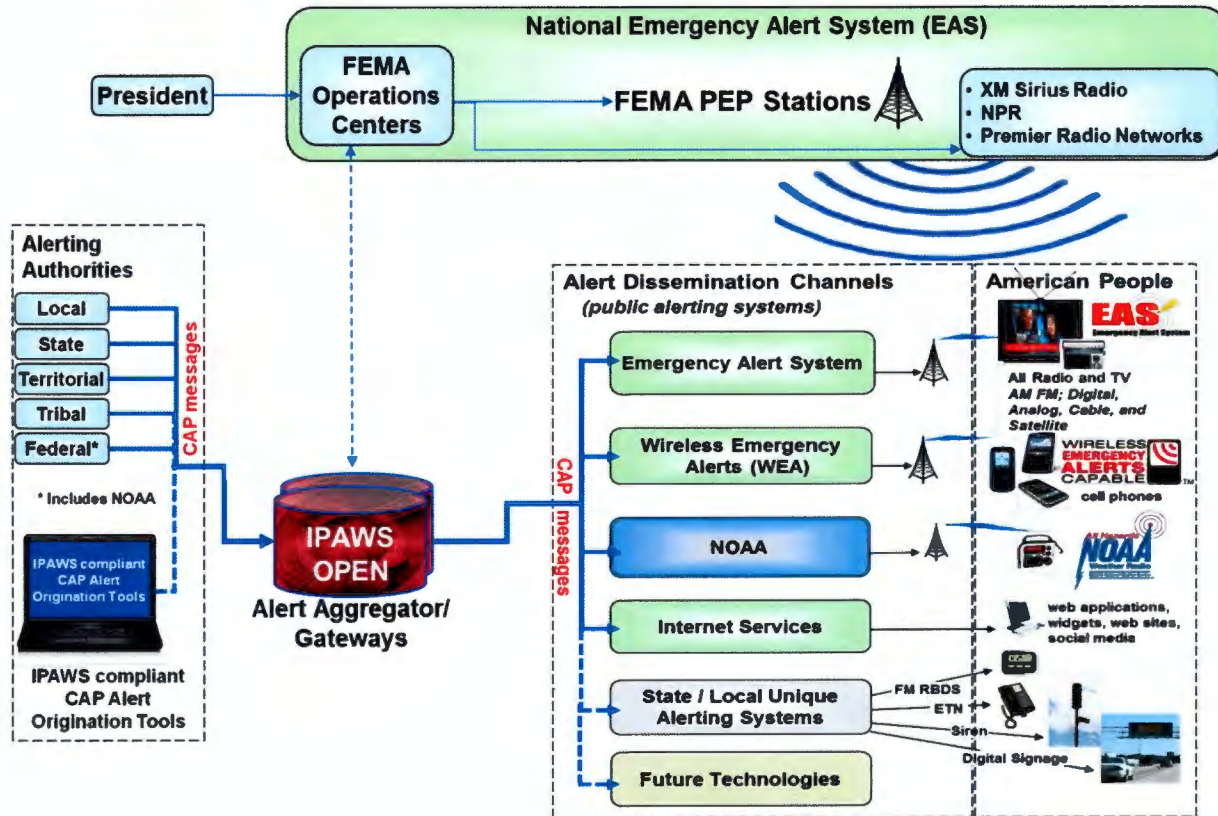 National Emergency Alert System (EAS)
President
FEMA
Operations
Centers
FEMA PEP Stations
• XM Sirius Radio
• NPR
• Premier Radio Networks
Alerting
Authorities
Local
State
Territorial
Tribal
Federal*
CAP messages
* Includes NOAA
IPAWS compliant
CAP Alert
Origination Tools
IPAWS compliant
CAP Alert
Origination Tools
IPAWS
OPEN
Alert Aggregator/
Gateways
CAP messages
Alert Dissemination Channels
(public alerting systems)
Emergency Alert System
Wireless Emergency
Alerts (WEA)
NOAA
Internet Services
State / Local Unique
Alerting Systems
Future Technologies
FM RBDS
ETN
Siren
Digital Signage
American People
EAS
Emergency Alert System
All Radio and TV
AM FM; Digital,
Analog, Cable, and
Satellite
WIRELESS
EMERGENCY
ALERTS
CAPABLE
TM
cell phones
All Hazards
NOAA
Weather Radio
web applications,
widgets, web sites,
social media